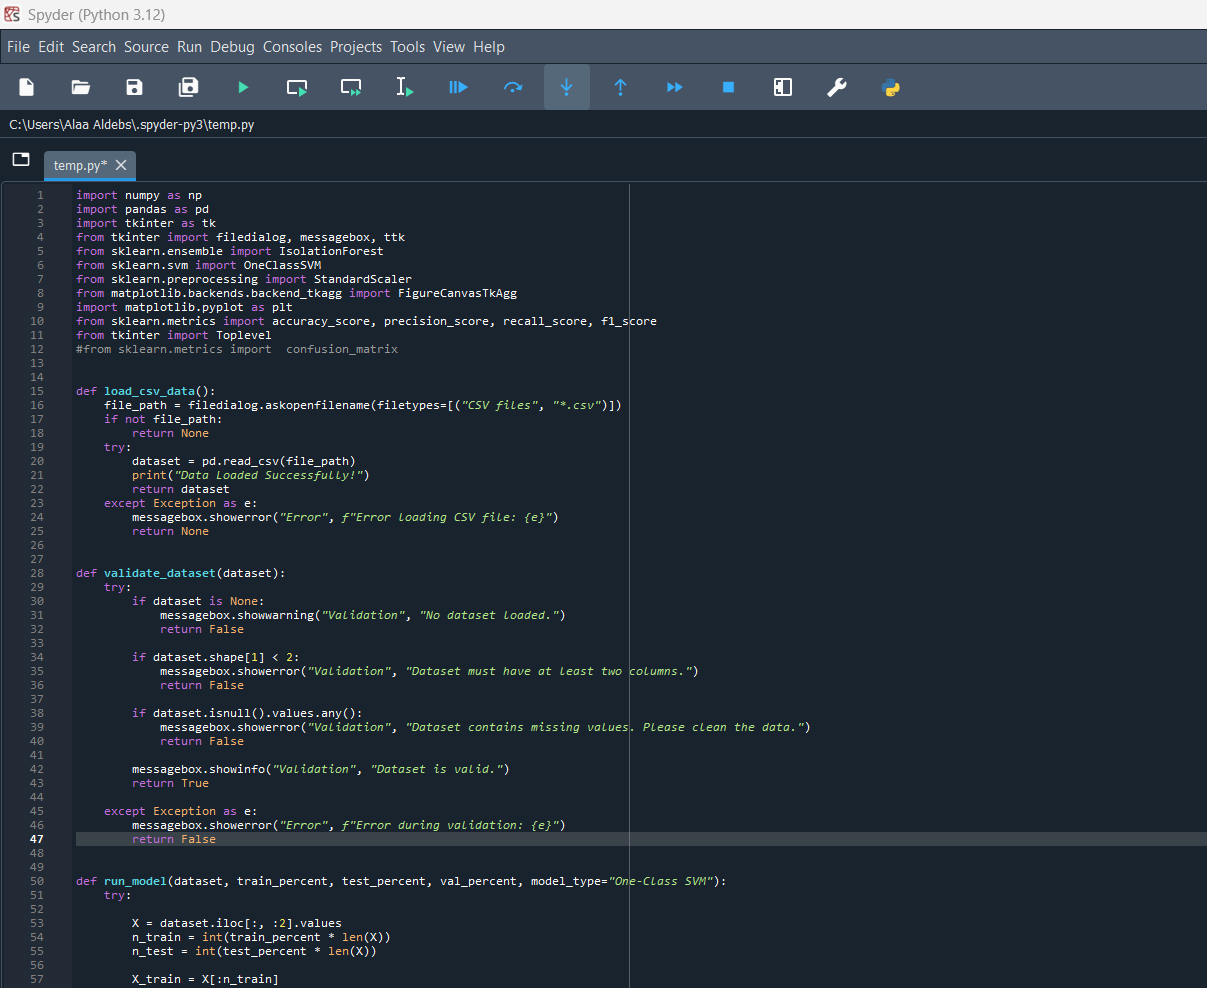 Spyder (Python 3.12)
File Edit Search Source Run Debug Consoles Projects Tools View Help
C:\Users\Alaa Aldebs\.spyder-py3\temp.py
temp.py*
1 import numpy as np
2 import pandas as pd
3 import tkinter as tk
4 from tkinter import filedialog, messagebox, ttk
5 from sklearn.ensemble import IsolationForest
6 from sklearn.svm import OneClassSVM
7 from sklearn.preprocessing import StandardScaler
8 from matplotlib.backends.backend_tkagg import FigureCanvasTkAgg
9 import matplotlib.pyplot as plt
10 from sklearn.metrics import accuracy_score, precision_score, recall_score, f1_score
11 from tkinter import Toplevel
12 #from sklearn.metrics import  confusion_matrix
13
14
15 def load_csv_data():
16     file_path = filedialog.askopenfilename(filetypes=[("CSV files", "*.csv")])
17     if not file_path:
18         return None
19     try:
20         dataset = pd.read_csv(file_path)
21         print("Data Loaded Successfully!")
22         return dataset
23     except Exception as e:
24         messagebox.showerror("Error", f"Error loading CSV file: {e}")
25         return None
26
27
28 def validate_dataset(dataset):
29     try:
30         if dataset is None:
31             messagebox.showwarning("Validation", "No dataset loaded.")
32             return False
33
34         if dataset.shape[1] < 2:
35             messagebox.showerror("Validation", "Dataset must have at least two columns.")
36             return False
37
38         if dataset.isnull().values.any():
39             messagebox.showerror("Validation", "Dataset contains missing values. Please clean the data.")
40             return False
41
42         messagebox.showinfo("Validation", "Dataset is valid.")
43         return True
44
45     except Exception as e:
46         messagebox.showerror("Error", f"Error during validation: {e}")
47         return False
48
49
50 def run_model(dataset, train_percent, test_percent, val_percent, model_type="One-Class SVM"):
51     try:
52
53         X = dataset.iloc[:, :2].values
54         n_train = int(train_percent * len(X))
55         n_test = int(test_percent * len(X))
56
57         X_train = X[:n_train]